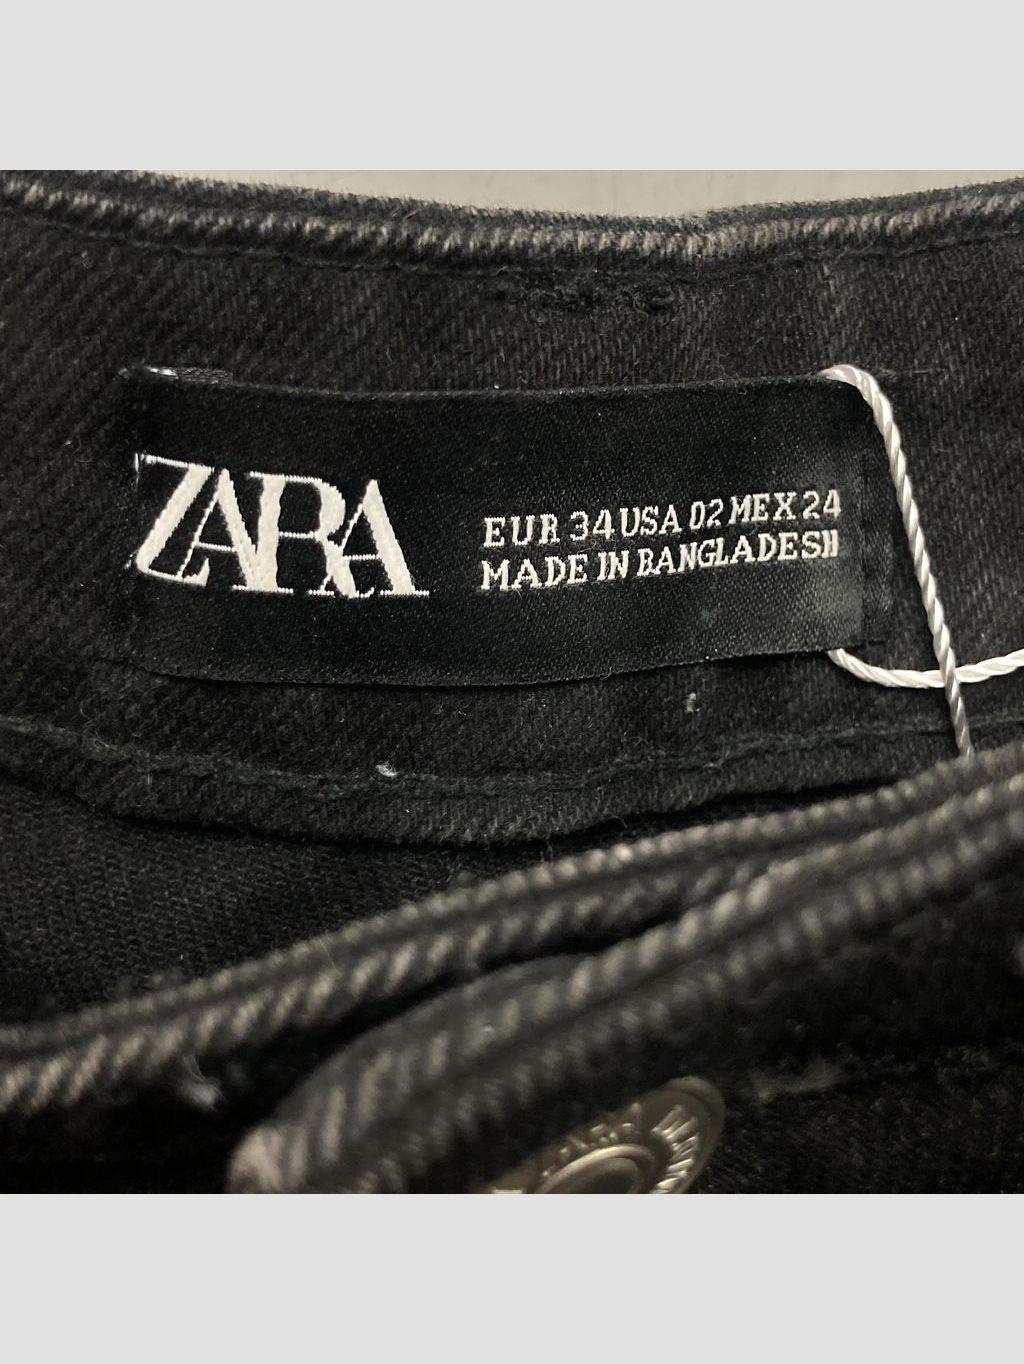 ZARA
EUR 34 USA 02 MEX 24
MADE IN BANGLADESH